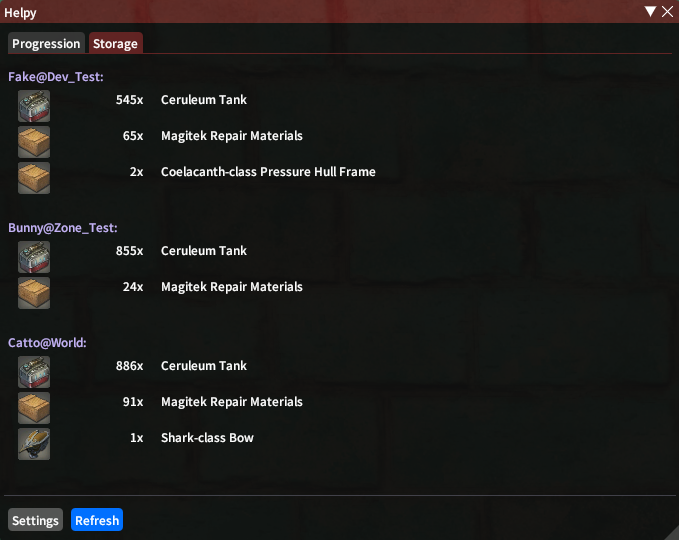 Helpy
Progression Storage
Fake@Dev_Test:
545x Ceruleum Tank
65x Magitek Repair Materials
2x Coelacanth-class Pressure Hull Frame
Bunny@Zone_Test:
855x Ceruleum Tank
24x Magitek Repair Materials
Catto@World:
886x Ceruleum Tank
91x Magitek Repair Materials
1x Shark-class Bow
Settings Refresh